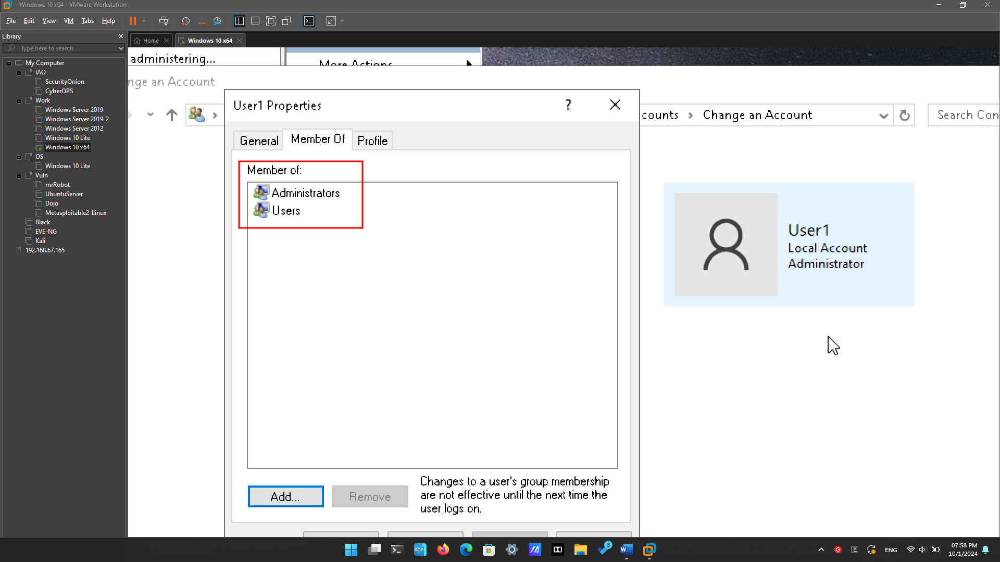 Windows 10 x64 - VMware Workstation
File Edit View VM Tabs Help
Library
Type here to search
Home
Windows 10 x64
My Computer
IAO
SecurityOnion
CyberOPS
Work
Windows Server 2019
Windows Server 2019_2
Windows Server 2012
Windows 10 Lite
Windows 10 x64
OS
Windows 10 Lite
Vuln
mrRobot
UbuntuServer
Dojo
Metasploitable2-Linux
Black
EVE-NG
Kali
192.168.67.165
administering...
More Actions
nge an Account
counts > Change an Account
Search Con
User1 Properties
?
General
Member Of
Profile
Member of:
Administrators
Users
Add...
Remove
Changes to a user's group membership
are not effective until the next time the
user logs on.
User1
Local Account
Administrator
one
3
ENG
07:58 PM
10/1/2024